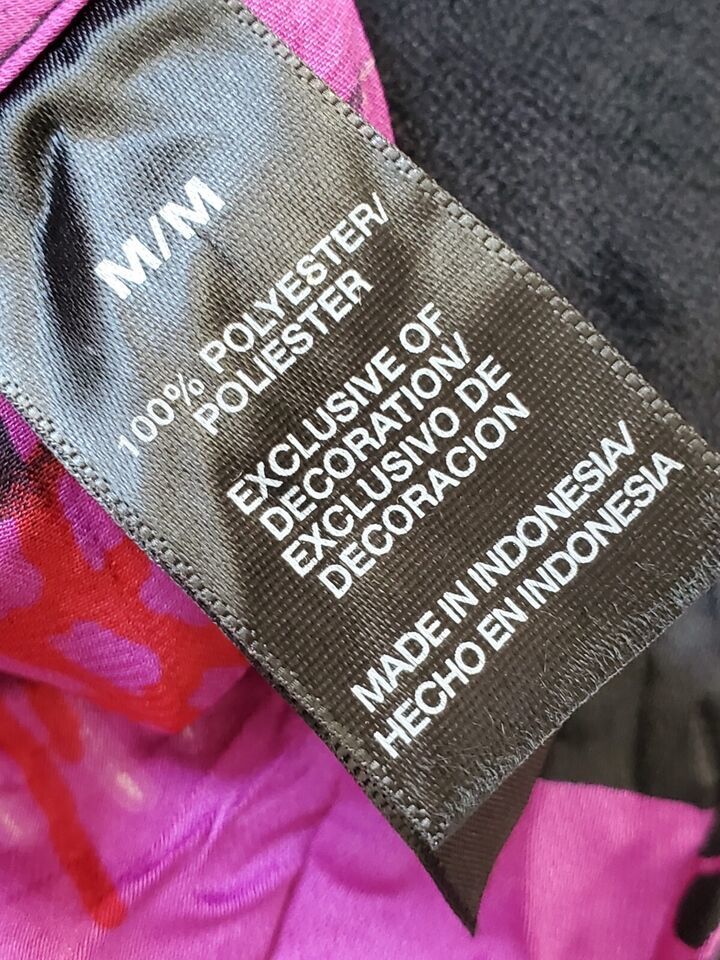 M/M
100% POLYESTER/
POLIESTER
EXCLUSIVE OF
DECORATION/
EXCLUSIVO DE
DECORACION
MADE IN INDONESIA/
HECHO EN INDONESIA